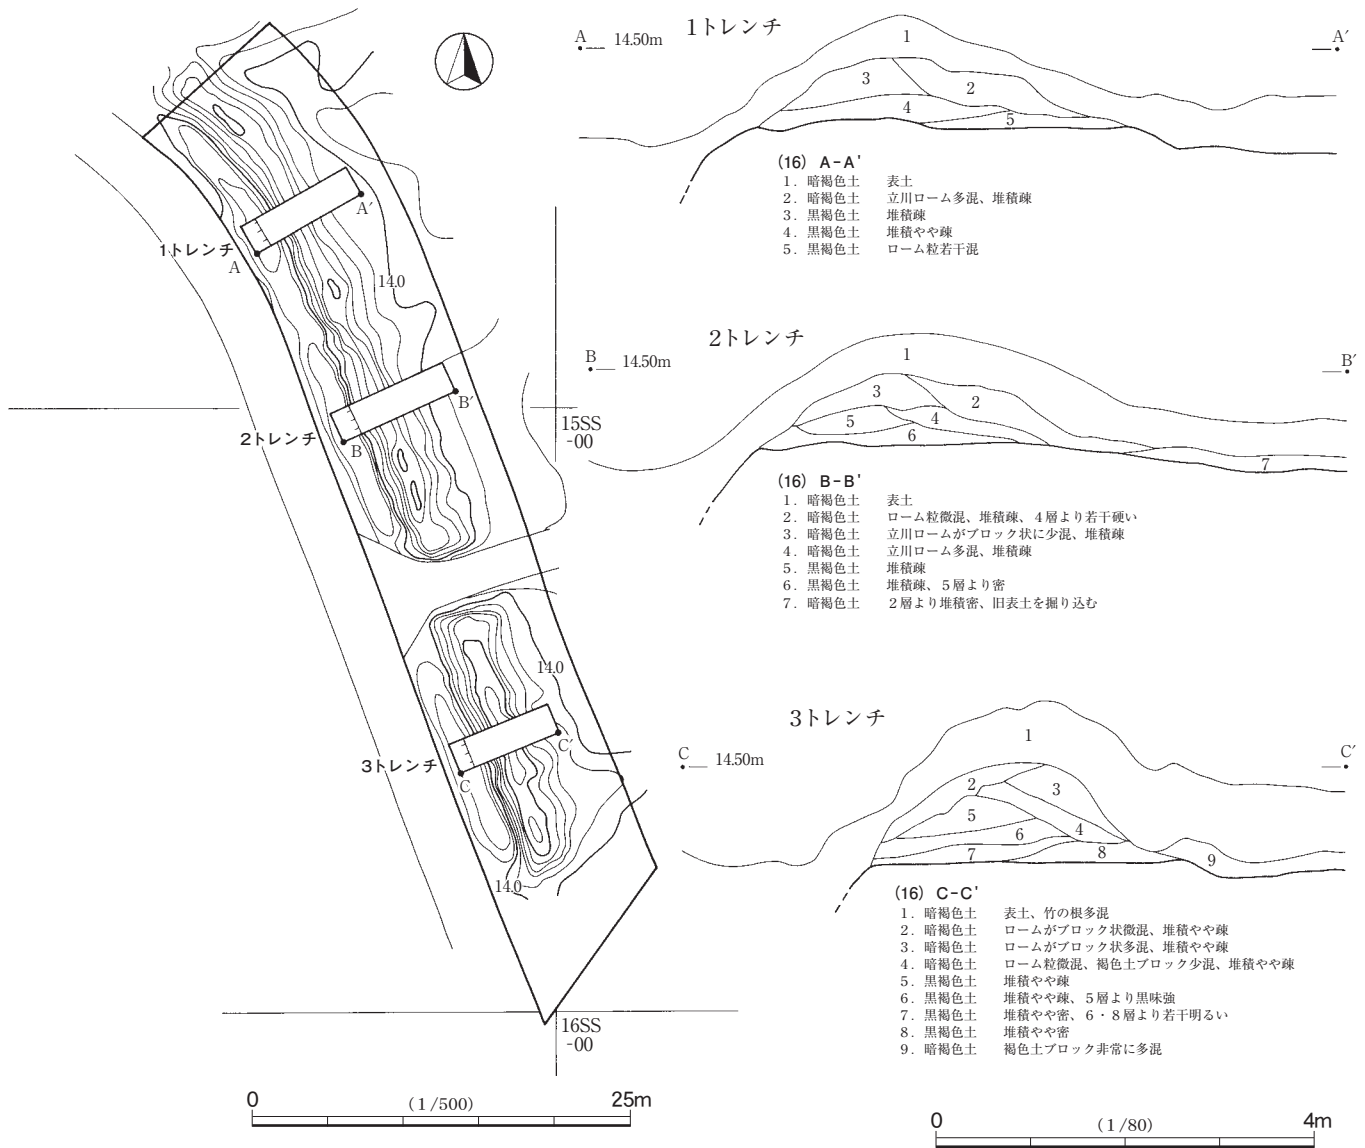 1トレンチ
A 14.50m A′
1
3
2
4
5
(16) A-A'
1. 暗褐色土 表土
2. 暗褐色土 立川ローム多混、堆積疎
3. 黒褐色土 堆積疎
4. 黒褐色土 堆積やや疎
5. 黒褐色土 ローム粒若干混
2トレンチ
B 14.50m B′
1
3
2
5
4
6
7
(16) B-B'
1. 暗褐色土 表土
2. 暗褐色土 ローム粒微混、堆積疎、4層より若干硬い
3. 暗褐色土 立川ロームがブロック状に少混、堆積疎
4. 暗褐色土 立川ローム多混、堆積疎
5. 黒褐色土 堆積疎
6. 黒褐色土 堆積疎、5層より密
7. 暗褐色土 2層より堆積密、旧表土を掘り込む
3トレンチ
C 14.50m C′
1
2
3
5
6
4
7
8
9
(16) C-C'
1. 暗褐色土 表土、竹の根多混
2. 暗褐色土 ロームがブロック状微混、堆積やや疎
3. 暗褐色土 ロームがブロック状多混、堆積やや疎
4. 暗褐色土 ローム粒微混、褐色土ブロック少混、堆積やや疎
5. 黒褐色土 堆積やや疎
6. 黒褐色土 堆積やや疎、5層より黒味強
7. 黒褐色土 堆積やや密、6・8層より若干明るい
8. 黒褐色土 堆積やや密
9. 暗褐色土 褐色土ブロック非常に多混
A′
1トレンチ
A
14.0
B′
15SS
-00
2トレンチ
B
14.0
C′
3トレンチ
C
14.0
16SS
-00
0 (1/500) 25m
0 (1/80) 4m